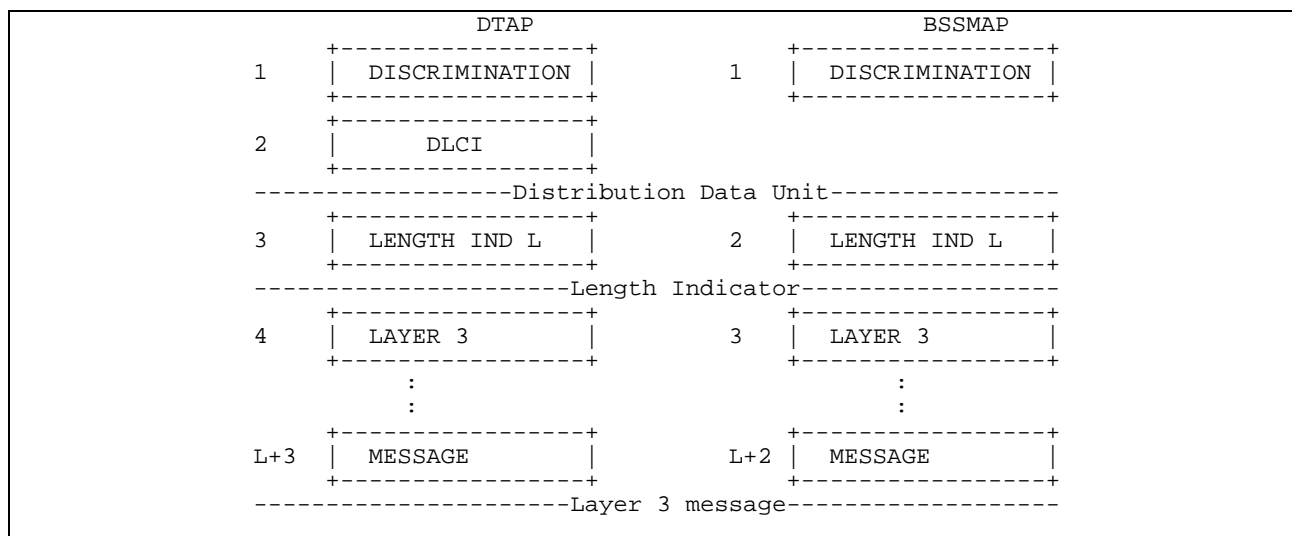 DTAP BSSMAP
1 DISCRIMINATION 1 DISCRIMINATION
2 DLCI
Distribution Data Unit
3 LENGTH IND L 2 LENGTH IND L
Length Indicator
4 LAYER 3 3 LAYER 3
: :
: :
L+3 MESSAGE L+2 MESSAGE
Layer 3 message